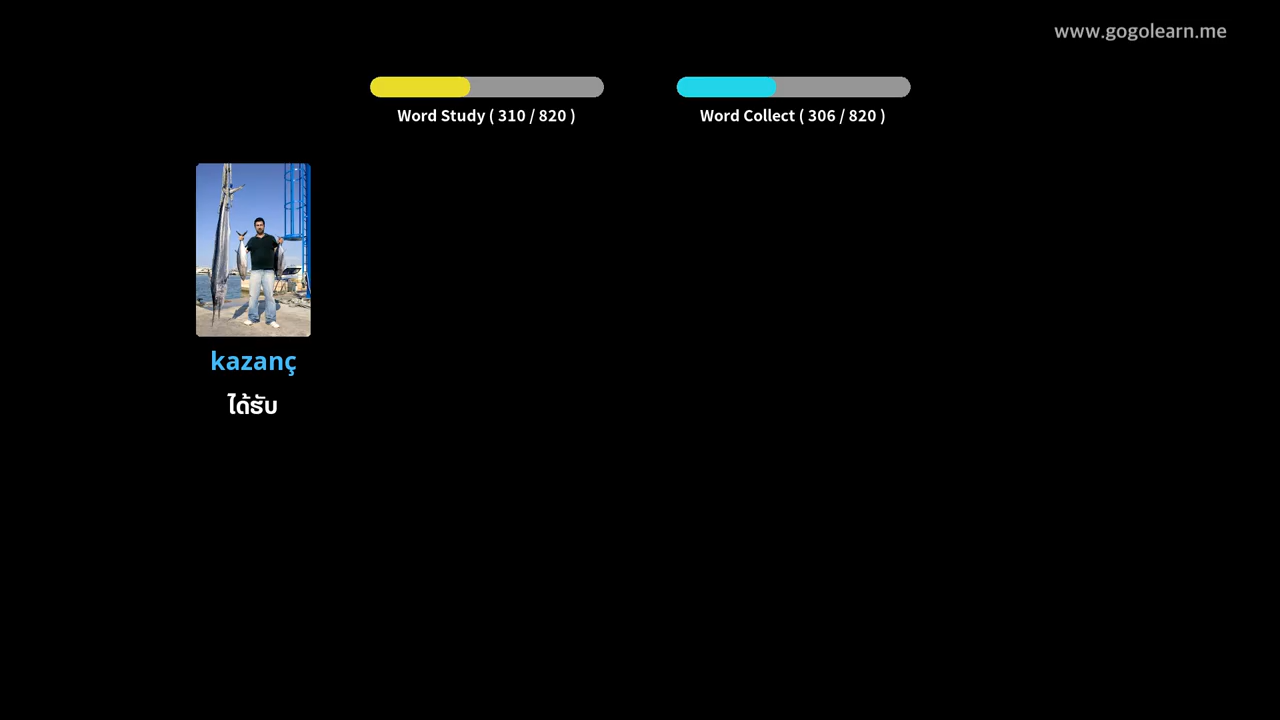 www.gogolearn.me
Word Study ( 310 / 820 )
Word Collect ( 306 / 820 )
kazanç
ได้รับ